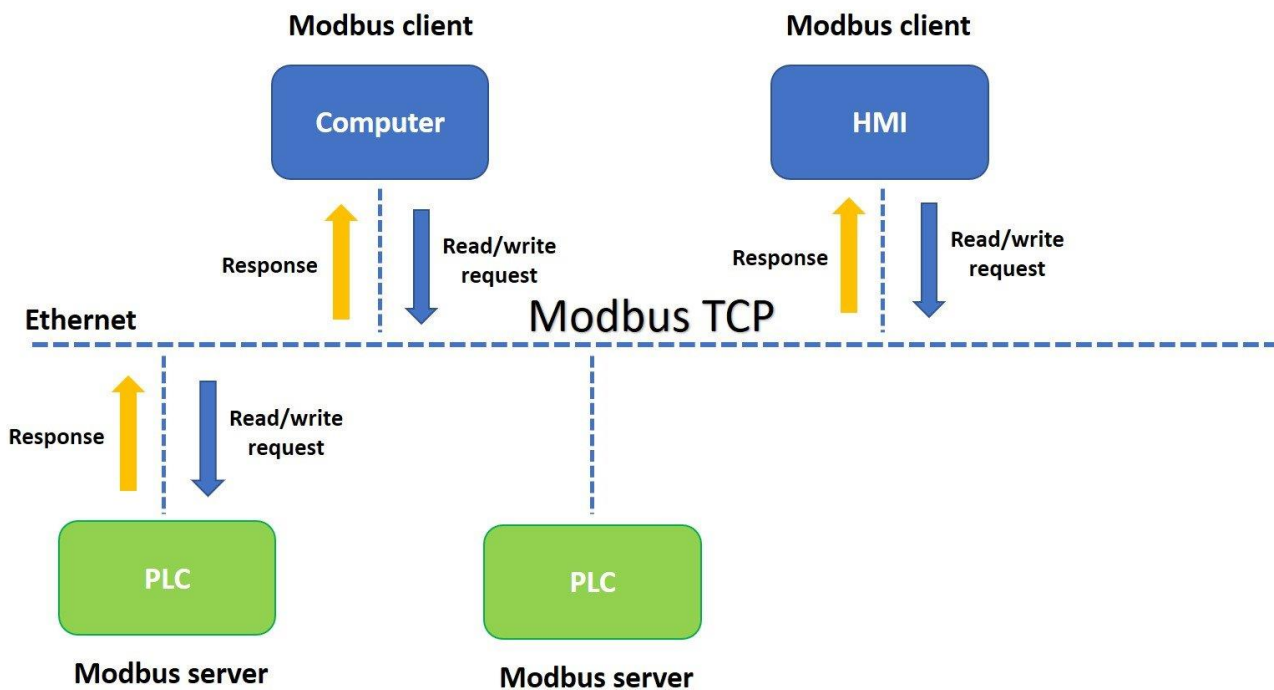 Modbus client
Modbus client
Computer
HMI
Response
Read/write
request
Response
Read/write
request
Ethernet
Modbus TCP
Response
Read/write
request
PLC
PLC
Modbus server
Modbus server